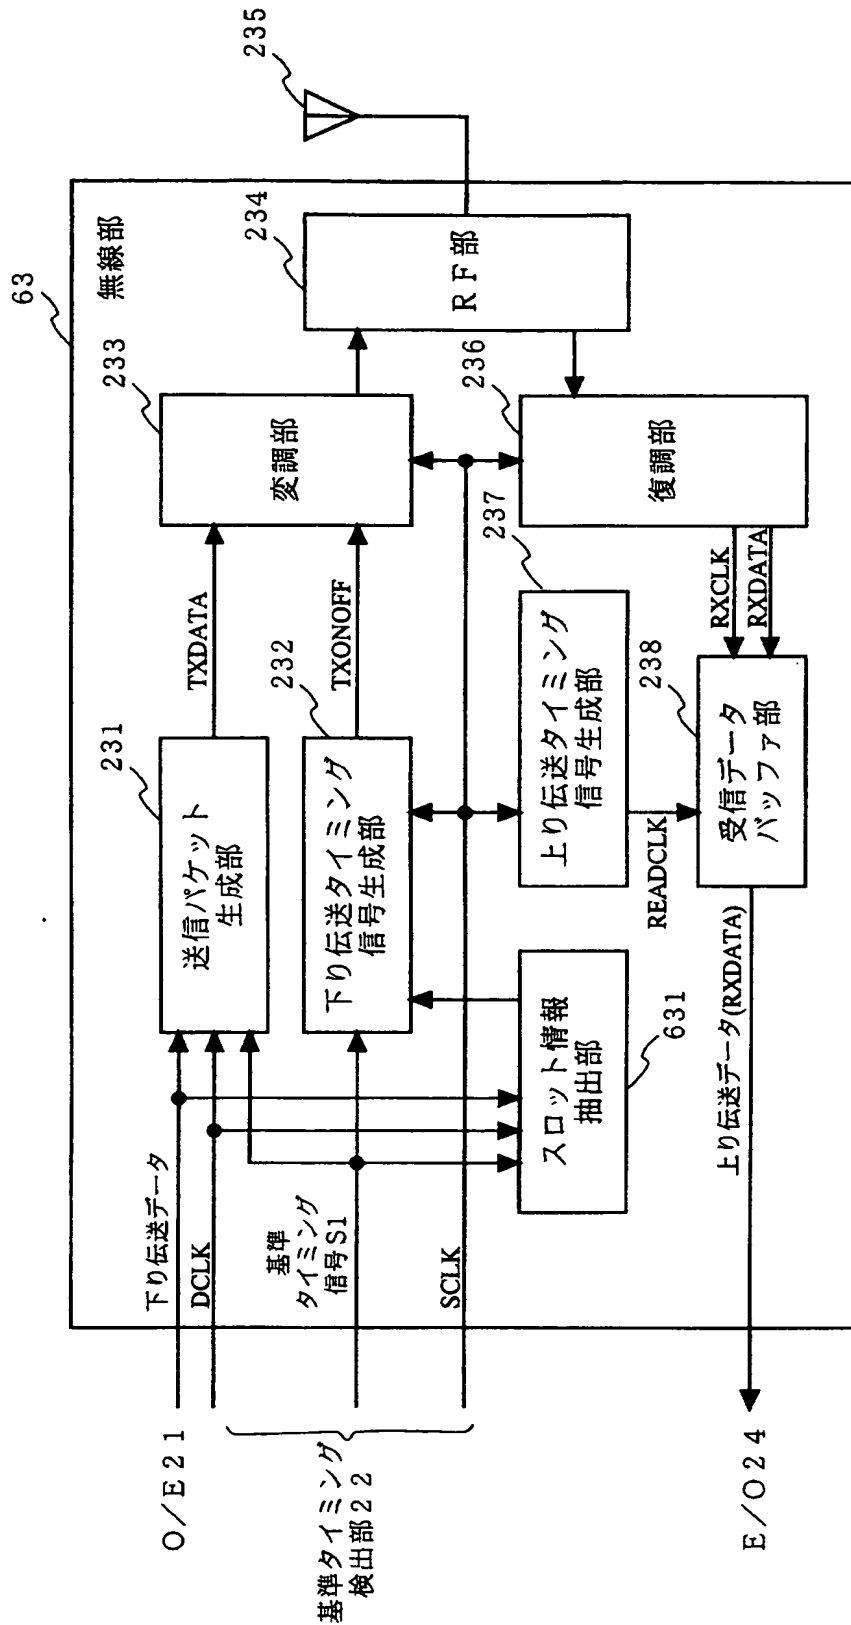 63
無線部
O/E21
下り伝送データ
DCLK
基準タイミング
検出部22
基準
タイミング
信号S1
SCLK
231
送信パケット
生成部
TXDATA
232
下り伝送タイミング
信号生成部
TXONOFF
233
変調部
234
RF部
235
236
復調部
237
上り伝送タイミング
信号生成部
READCLK
RXCLK
RXDATA
238
受信データ
バッファ部
スロット情報
抽出部
631
上り伝送データ(RXDATA)
E/O24